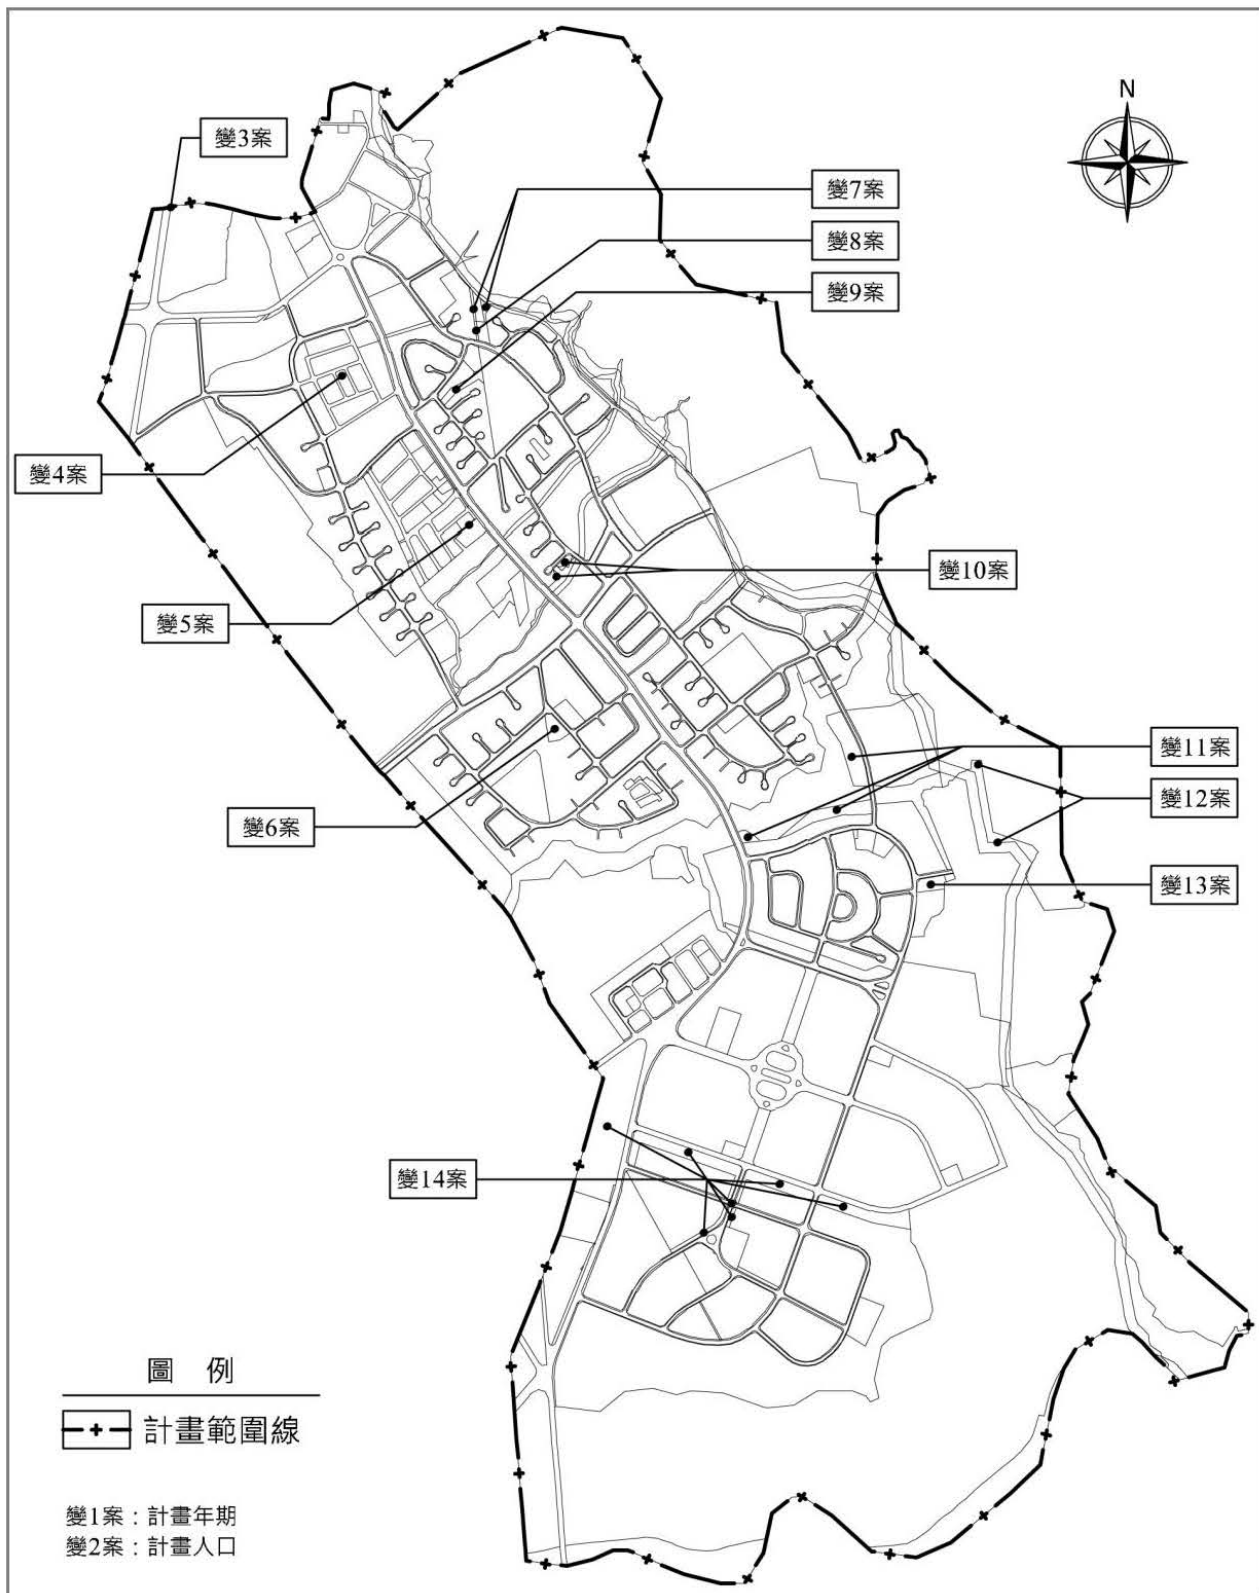 N
變3案
變7案
變8案
變9案
變4案
變10案
變5案
變11案
變12案
變6案
變13案
變14案
圖 例
計畫範圍線
變1案：計畫年期
變2案：計畫人口